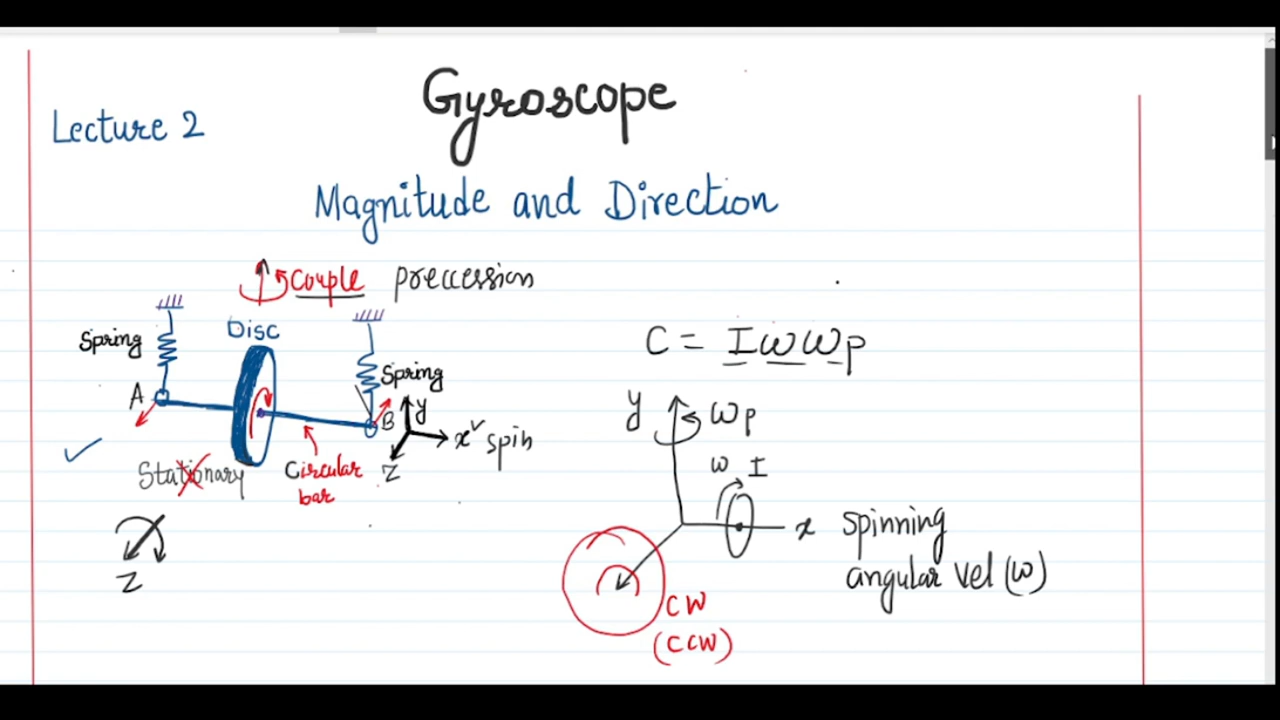 Gyroscope
Lecture 2
Magnitude and Direction
Couple preccession
Spring
Disc
Spring
A
B
y
x spin
z
Stationary
Circular
bar
z
C = IωωP
y
ωp
ω I
x
spinning
angular vel (ω)
CW
(CCW)